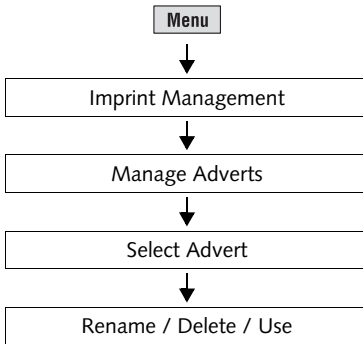 Menu
Imprint Management
Manage Adverts
Select Advert
Rename / Delete / Use